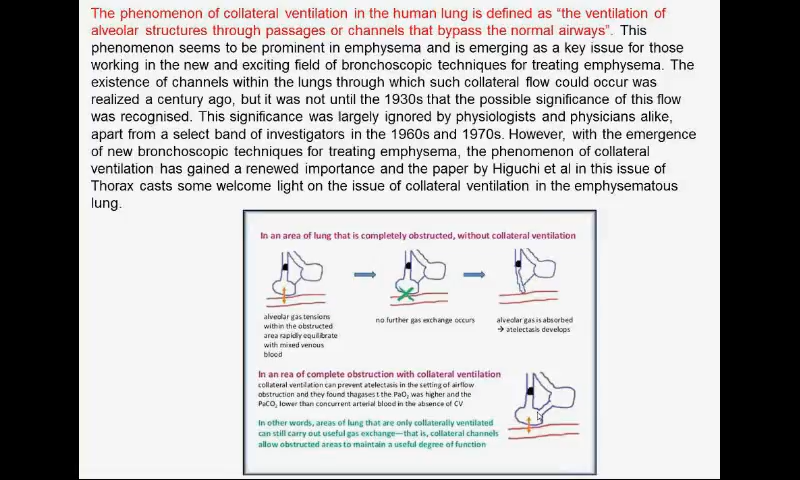 The phenomenon of collateral ventilation in the human lung is defined as “the ventilation of
alveolar structures through passages or channels that bypass the normal airways”. This
phenomenon seems to be prominent in emphysema and is emerging as a key issue for those
working in the new and exciting field of bronchoscopic techniques for treating emphysema. The
existence of channels within the lungs through which such collateral flow could occur was
realized a century ago, but it was not until the 1930s that the possible significance of this flow
was recognised. This significance was largely ignored by physiologists and physicians alike,
apart from a select band of investigators in the 1960s and 1970s. However, with the emergence
of new bronchoscopic techniques for treating emphysema, the phenomenon of collateral
ventilation has gained a renewed importance and the paper by Higuchi et al in this issue of
Thorax casts some welcome light on the issue of collateral ventilation in the emphysematous
lung.
In an area of lung that is completely obstructed, without collateral ventilation
alveolar gas tensions
within the obstructed
area rapidly equilibrate
with mixed venous
blood
no further gas exchange occurs
alveolar gas is absorbed
→ atelectasis develops
In an rea of complete obstruction with collateral ventilation
collateral ventilation can prevent atelectasis in the setting of airflow
obstruction and they found thagases t the PaO₂ was higher and the
PaCO₂ lower than concurrent arterial blood in the absence of CV
In other words, areas of lung that are only collaterally ventilated
can still carry out useful gas exchange—that is, collateral channels
allow obstructed areas to maintain a useful degree of function